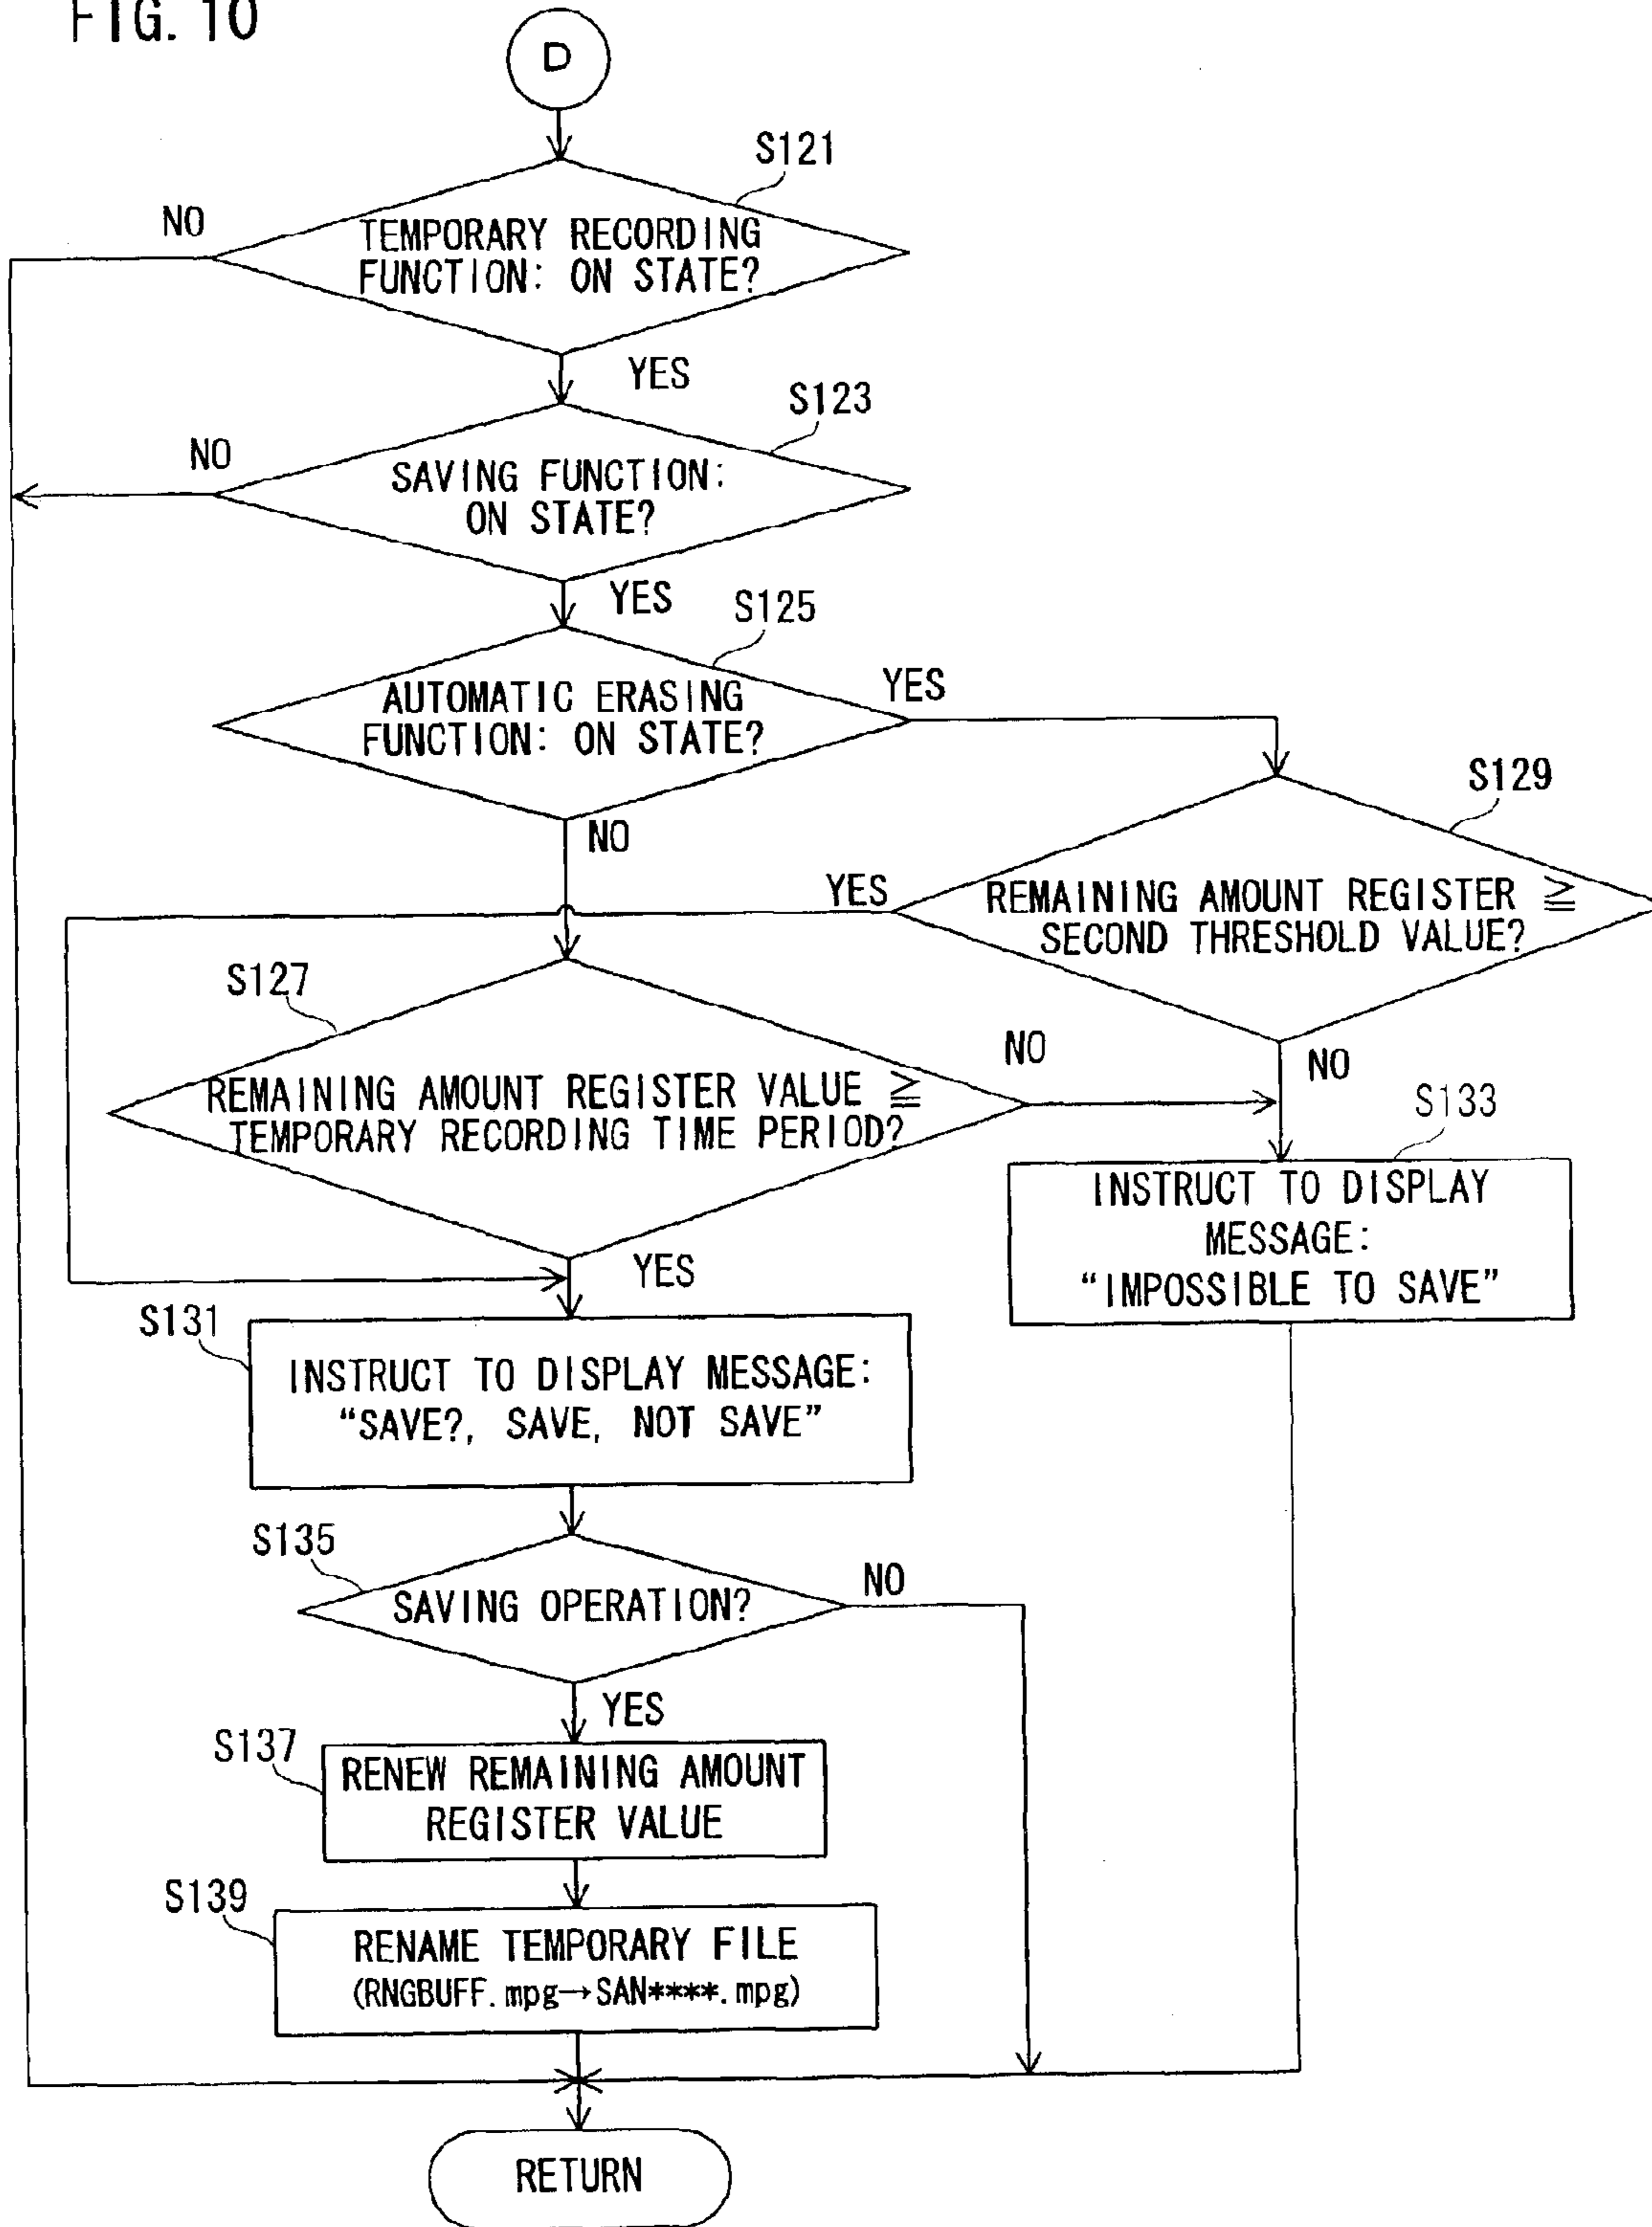 FIG. 10
D
S121
NO
TEMPORARY RECORDING
FUNCTION: ON STATE?
YES
S123
NO
SAVING FUNCTION:
ON STATE?
YES
S125
AUTOMATIC ERASING
FUNCTION: ON STATE?
YES
NO
S129
YES
REMAINING AMOUNT REGISTER ≧
SECOND THRESHOLD VALUE?
NO
S127
REMAINING AMOUNT REGISTER VALUE ≧
TEMPORARY RECORDING TIME PERIOD?
NO
YES
S133
INSTRUCT TO DISPLAY
MESSAGE:
“IMPOSSIBLE TO SAVE”
S131
INSTRUCT TO DISPLAY MESSAGE:
“SAVE?, SAVE, NOT SAVE”
S135
SAVING OPERATION?
NO
YES
S137
RENEW REMAINING AMOUNT
REGISTER VALUE
S139
RENAME TEMPORARY FILE
(RNGBUFF.mpg→SAN****.mpg)
RETURN